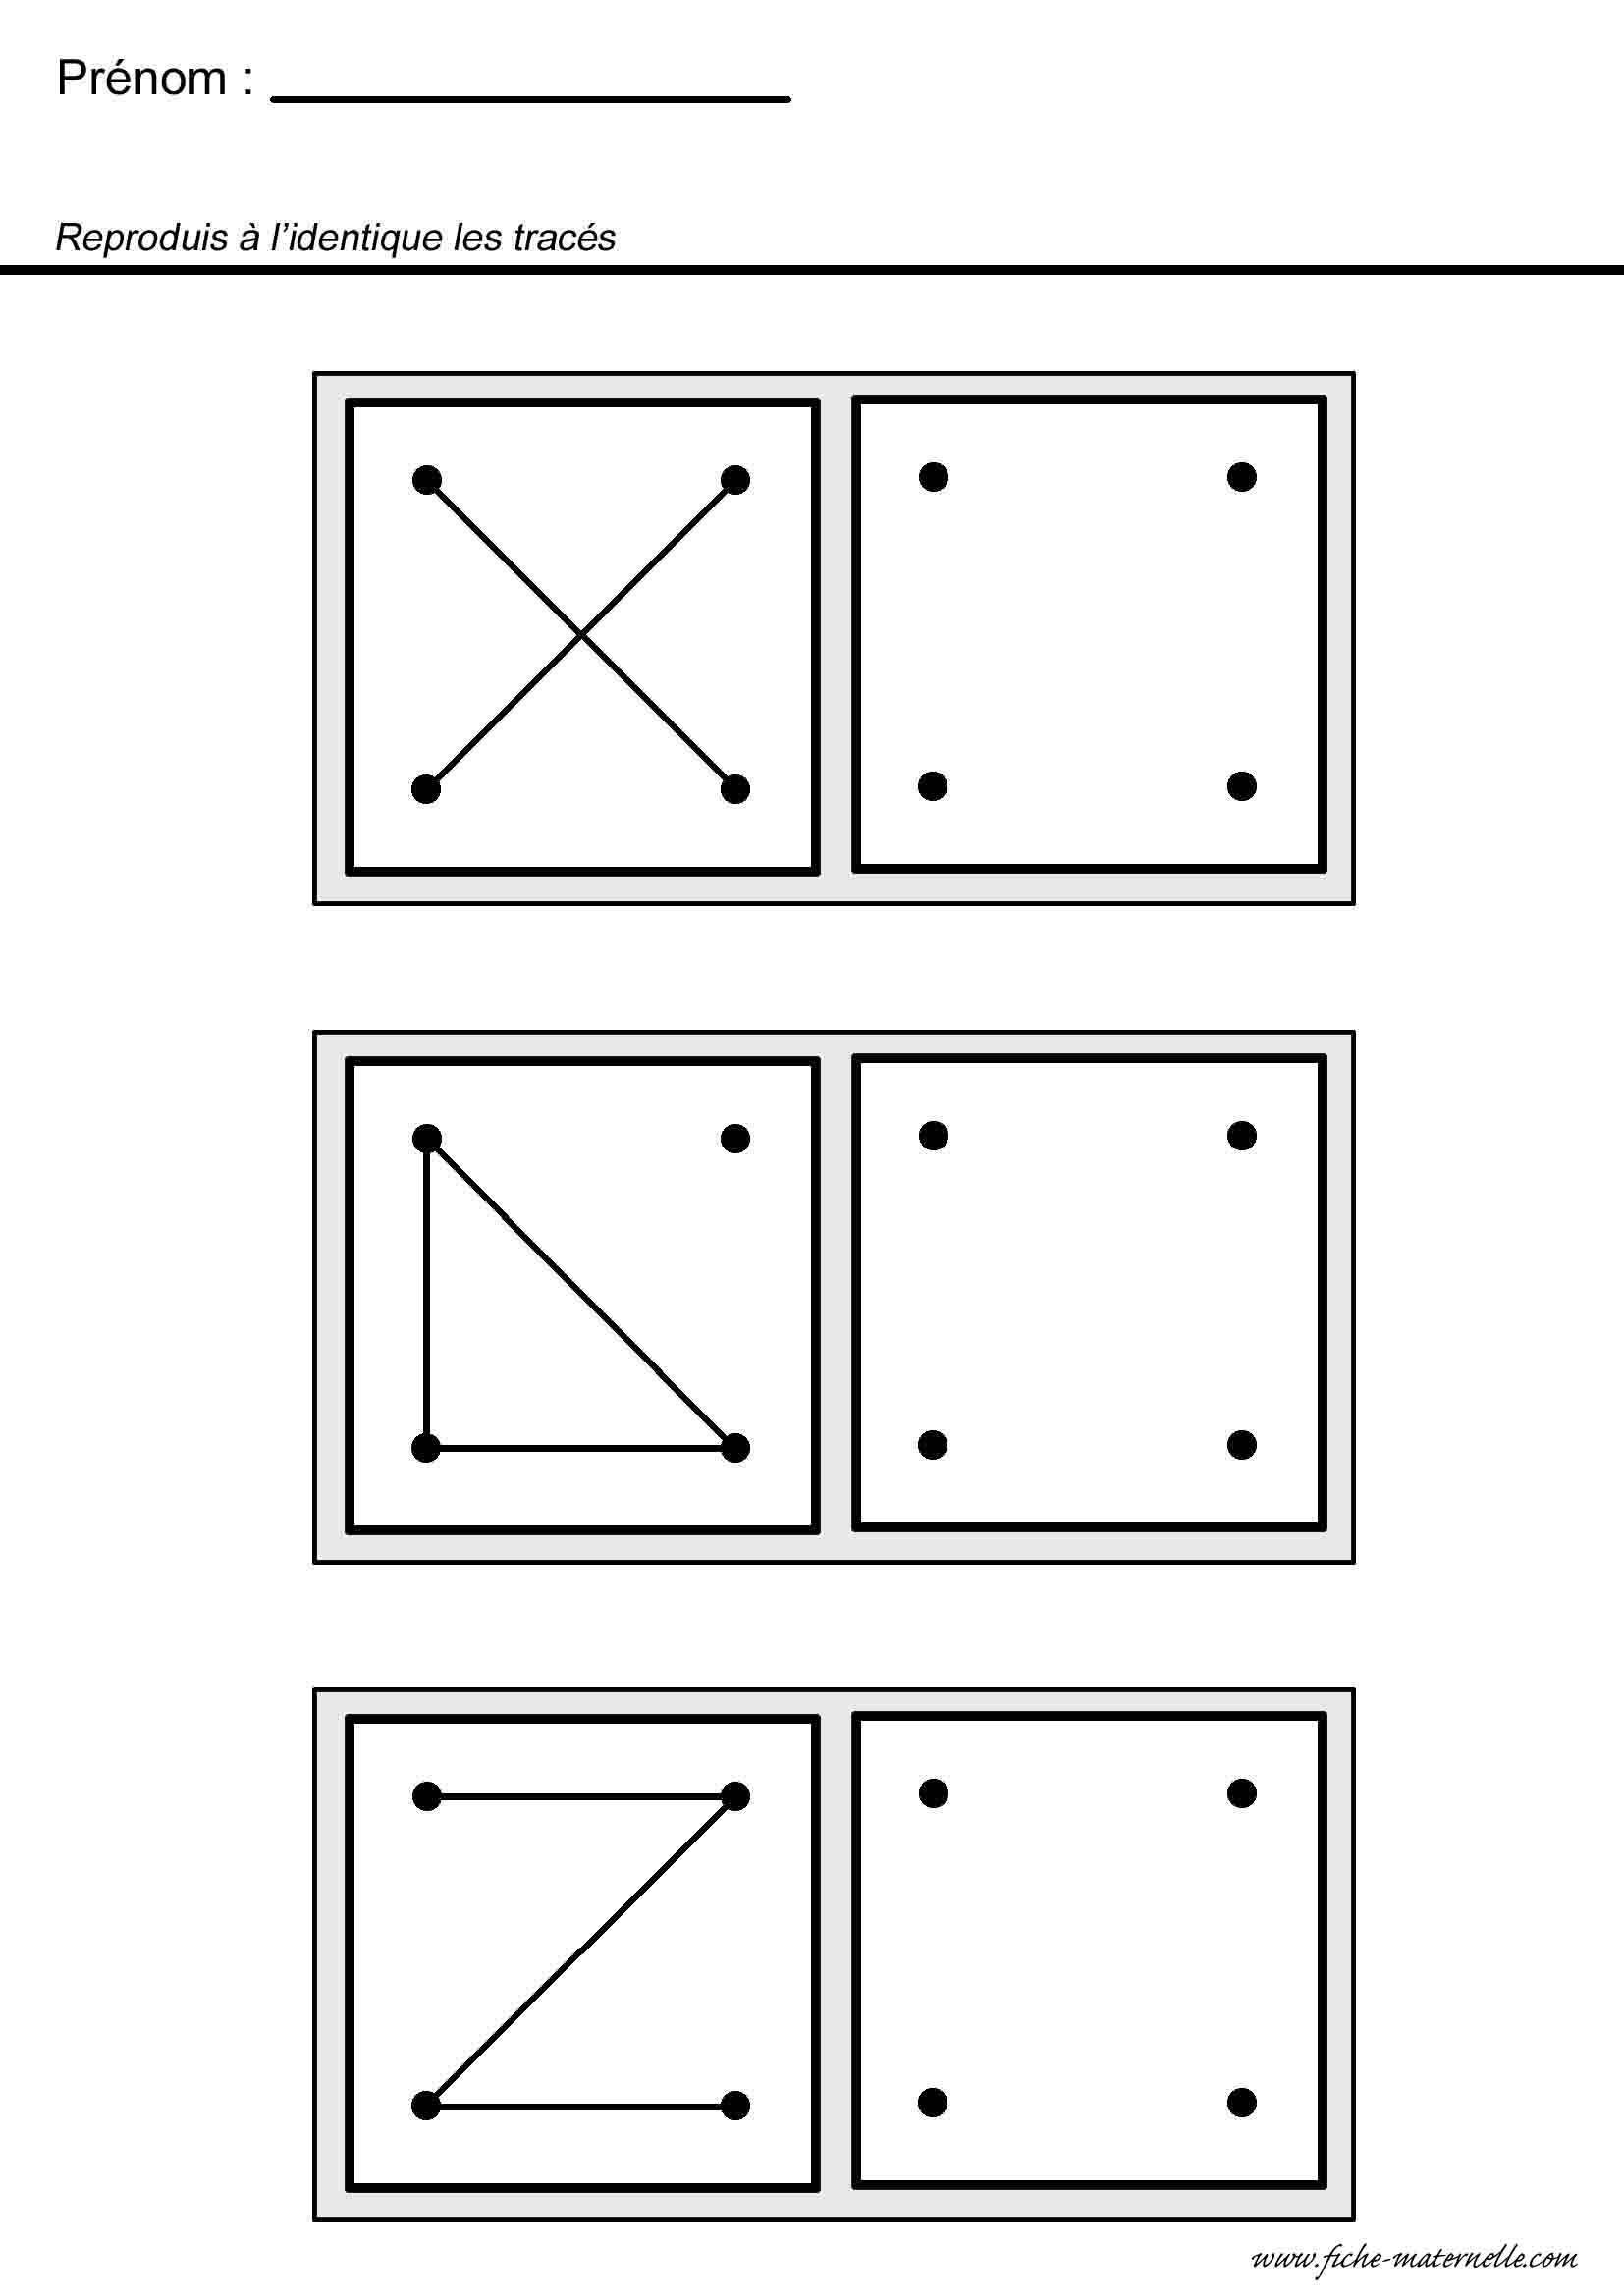 Prénom : 
Reproduis à l’identique les tracés
www.fiche-maternelle.com